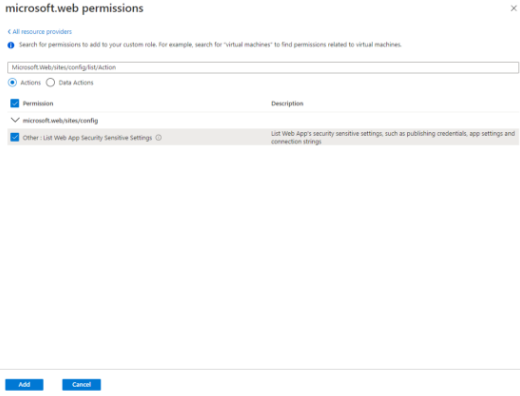 microsoft.web permissions
All resource providers
Search for permissions to add to your custom role. For example, search for "virtual machines" to find permissions related to virtual machines.
Microsoft.Web/sites/config/list/Action
Actions
Data Actions
Permission
Description
microsoft.web/sites/config
Other : List Web App Security Sensitive Settings
List Web App's security sensitive settings, such as publishing credentials, app settings and
connection strings
Add
Cancel